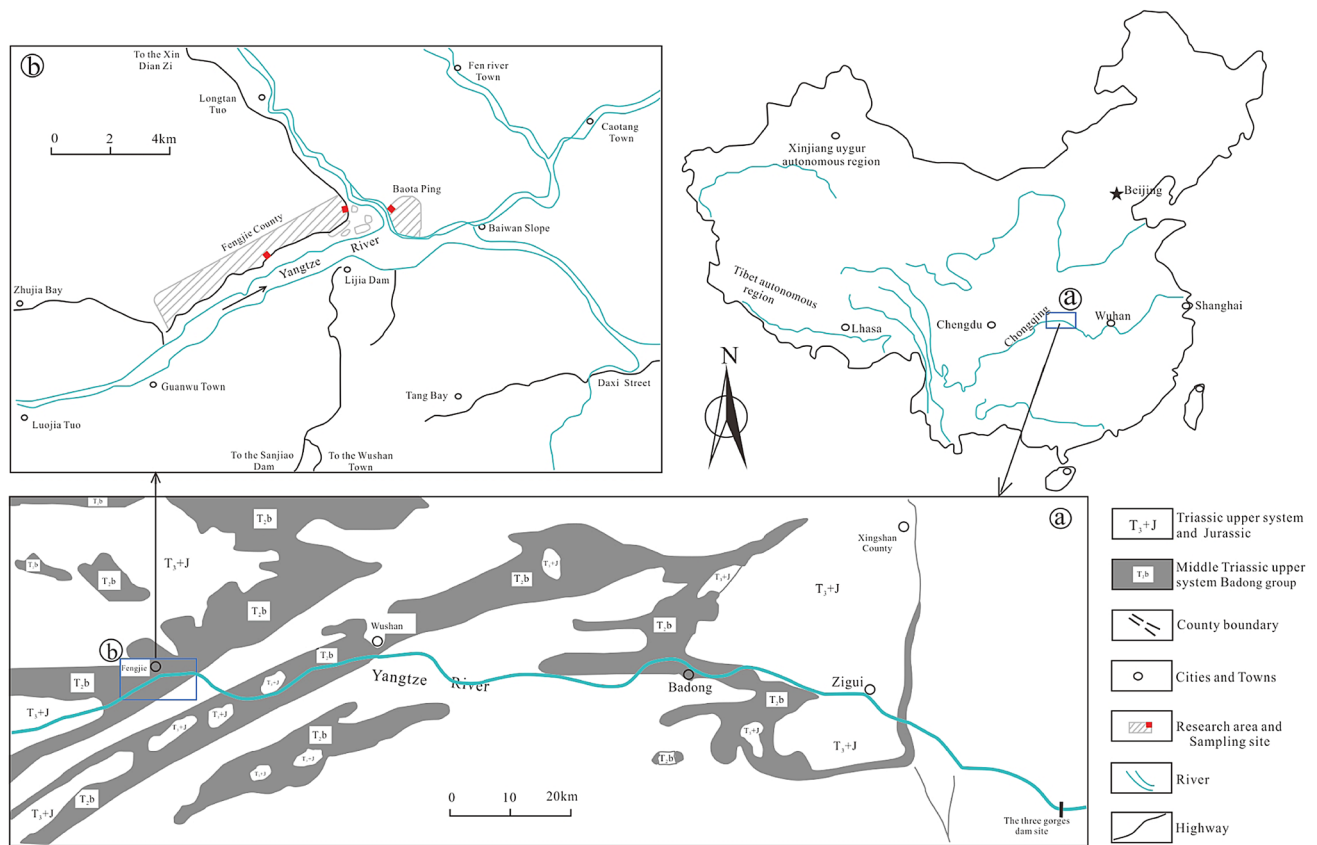 b
To the Xin
Dian Zi
Longtan
Tuo
Fen river
Town
Caotang
Town
0 2 4km
Baota Ping
Fengjie County
Baiwan Slope
Yangtze River
Lijia Dam
Zhujia Bay
Guanwu Town
Luojia Tuo
Tang Bay
Daxi Street
To the Sanjiao
Dam
To the Wushan
Town
Xinjiang uygur
autonomous region
Beijing
Tibet autonomous
region
Lhasa
Chengdu
Chongqing
a
Wuhan
Shanghai
N
a
T₂b
T₂b
T₃+J
T₂b
T₂b
T₂b
T₂b
T₃+J
Xingshan
County
T₃+J
T₃+J
T₂b
Wushan
T₂b
b
Fengjie
T₂b
T₃+J
Yangtze River
Badong
Zigui
T₂b
T₃+J
T₃+J
T₃+J
T₃+J
T₂b
T₃+J
T₃+J
T₂b
T₃+J
T₃+J
T₂b
T₃+J
0 10 20km
The three gorges
dam site
T₃+J
Triassic upper system
and Jurassic
T₂b
Middle Triassic upper
system Badong group
County boundary
Cities and Towns
Research area and
Sampling site
River
Highway